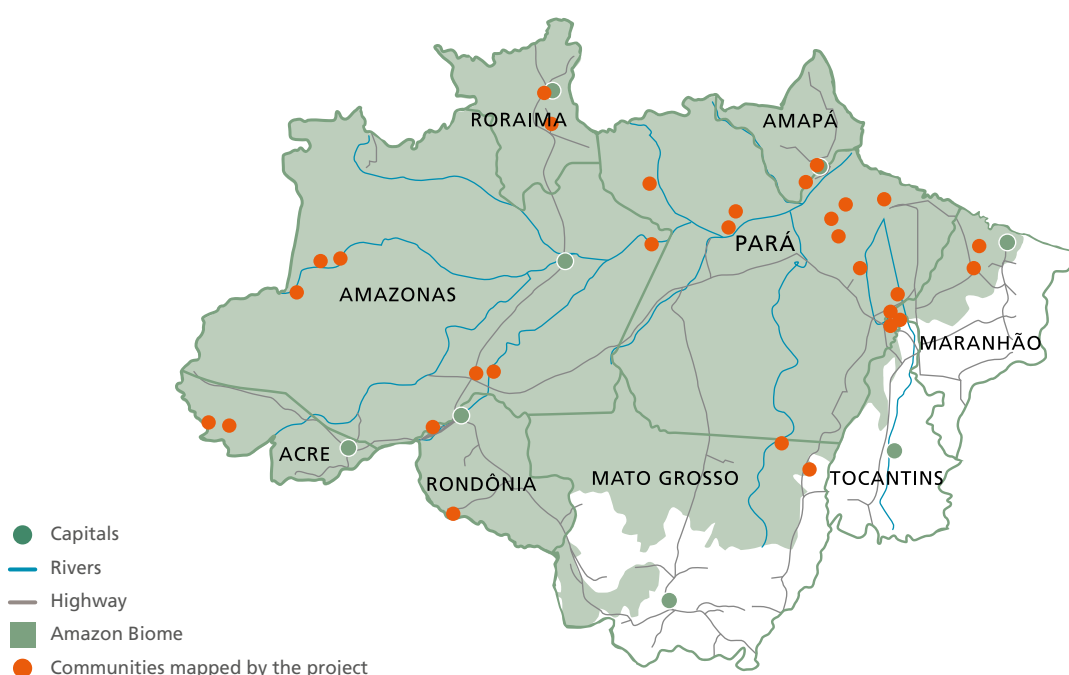 RORAIMA
AMAPÁ
PARÁ
AMAZONAS
MARANHÃO
ACRE
RONDÔNIA
MATO GROSSO
TOCANTINS
Capitals
Rivers
Highway
Amazon Biome
Communities mapped by the project